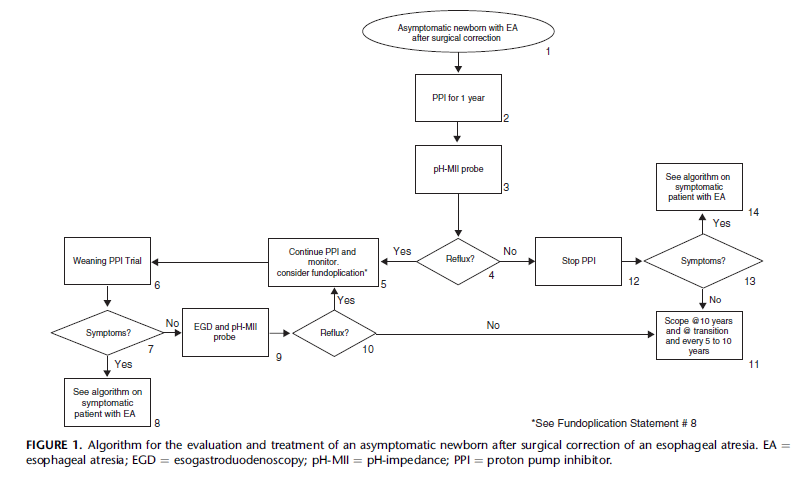 Asymptomatic newborn with EA
after surgical correction
1
PPI for 1 year
2
pH-MII probe
3
Reflux?
4
Yes
No
Continue PPI and
monitor.
consider fundoplication*
5
Weaning PPI Trial
6
Symptoms?
7
Yes
No
See algorithm on
symptomatic
patient with EA
8
EGD and pH-MII
probe
9
Reflux?
10
Yes
No
Stop PPI
12
Symptoms?
13
Yes
See algorithm on
symptomatic
patient with EA
14
No
Scope @10 years
and @ transition
and every 5 to 10
years
11
*See Fundoplication Statement # 8
FIGURE 1. Algorithm for the evaluation and treatment of an asymptomatic newborn after surgical correction of an esophageal atresia. EA =
esophageal atresia; EGD = esogastroduodenoscopy; pH-MII = pH-impedance; PPI = proton pump inhibitor.